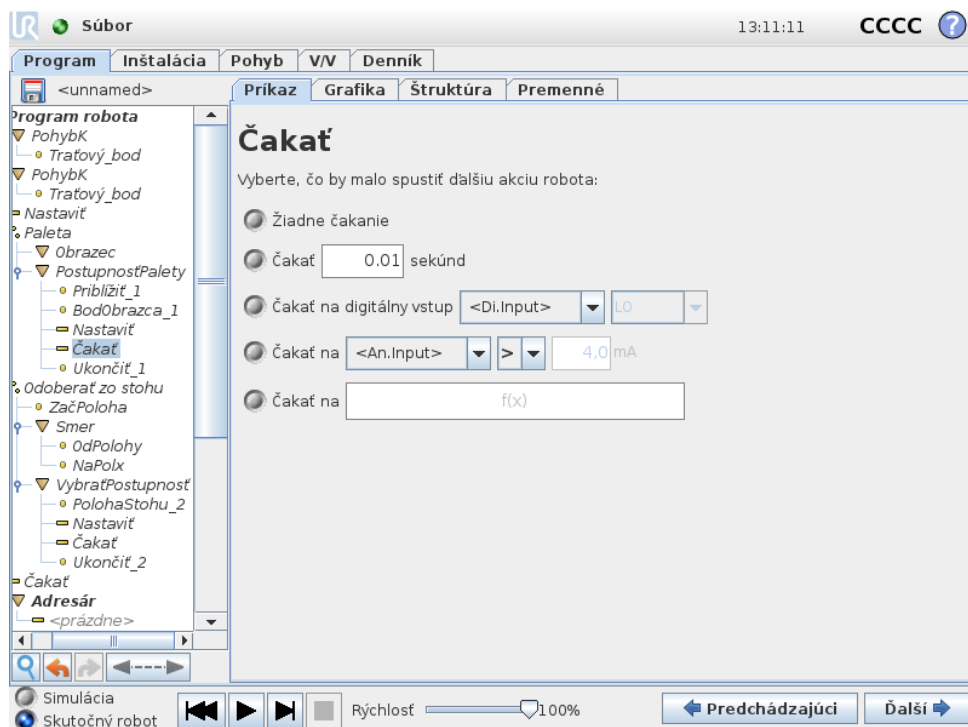 UR Súbor 13:11:11 CCCC ?
Program Inštalácia Pohyb V/V Denník
<unnamed>
Príkaz Grafika Štruktúra Premenné
Program robota
PohybK
Traťový_bod
PohybK
Traťový_bod
Nastaviť
Paleta
Obrazec
PostupnosťPalety
Priblížiť_1
BodObrazca_1
Nastaviť
Čakať
Ukončiť_1
Odoberať zo stohu
ZačPoloha
Smer
OdPolohy
NaPolx
VybraťPostupnosť
PolohaStohu_2
Nastaviť
Čakať
Ukončiť_2
Čakať
Adresár
<prázdne>
Čakať
Vyberte, čo by malo spustiť ďalšiu akciu robota:
Žiadne čakanie
Čakať 0.01 sekúnd
Čakať na digitálny vstup <Di.Input> LO
Čakať na <An.Input> > 4,0 mA
Čakať na f(x)
Simulácia
Skutočný robot
Rýchlosť 100%
Predchádzajúci Ďalší